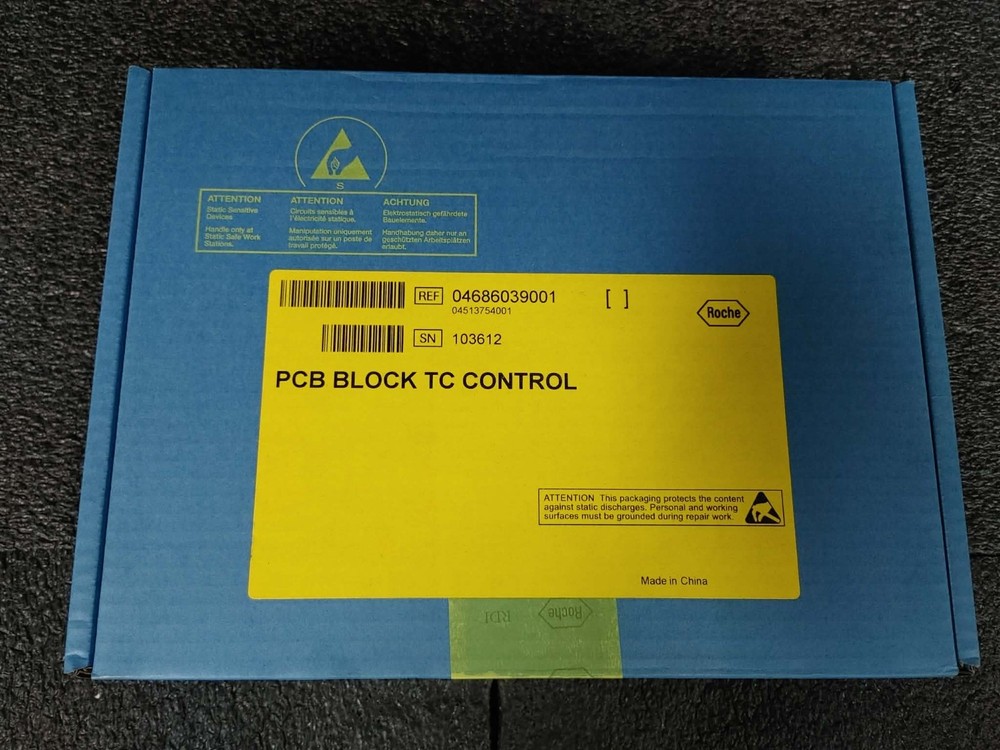 S
ATTENTION
Static Sensitive
Devices
Handle only at
Static Safe Work
Stations.
ATTENTION
Circuits sensibles à
l'électricité statique.
Manipulation uniquement
autorisée sur un poste de
travail protégé.
ACHTUNG
Elektrostatisch gefährdete
Bauelemente.
Handhabung daher nur an
geschützten Arbeitsplätzen
erlaubt.
REF 04686039001 [ ]
04513754001
Roche
SN 103612
PCB BLOCK TC CONTROL
ATTENTION This packaging protects the content
against static discharges. Personal and working
surfaces must be grounded during repair work.
Made in China
RDI Roche